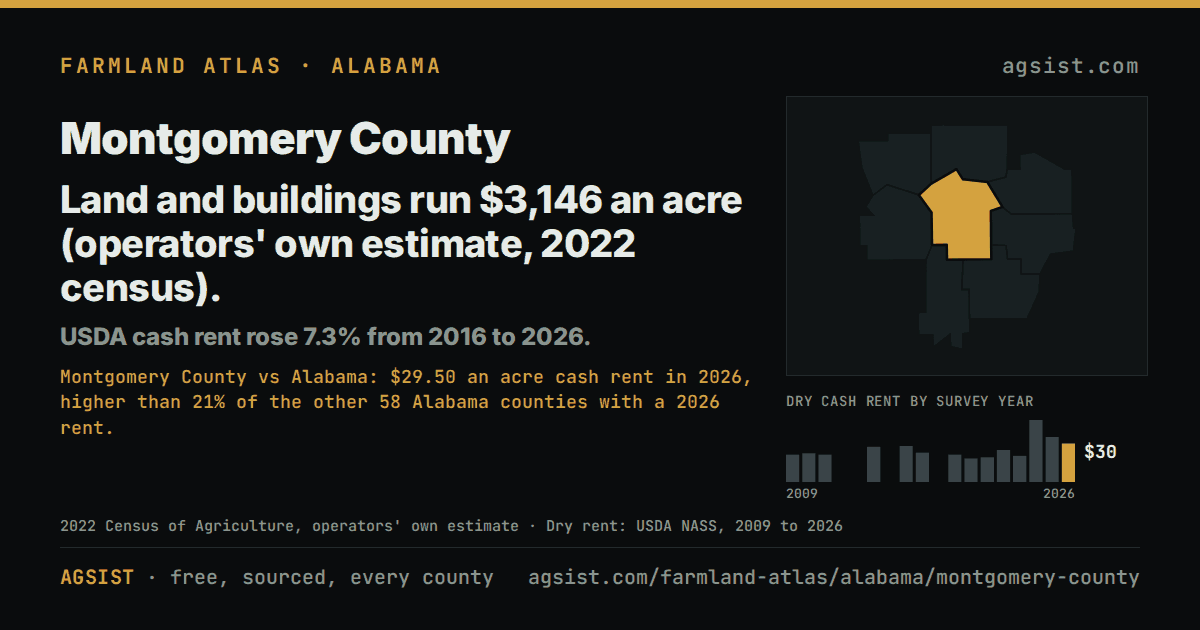 FARMLAND ATLAS · ALABAMA
agsist.com
Montgomery County
Land and buildings run $3,146 an acre
(operators' own estimate, 2022
census).
USDA cash rent rose 7.3% from 2016 to 2026.
Montgomery County vs Alabama: $29.50 an acre cash rent in 2026,
higher than 21% of the other 58 Alabama counties with a 2026
rent.
DRY CASH RENT BY SURVEY YEAR
$30
2009
2026
2022 Census of Agriculture, operators' own estimate · Dry rent: USDA NASS, 2009 to 2026
AGSIST · free, sourced, every county
agsist.com/farmland-atlas/alabama/montgomery-county